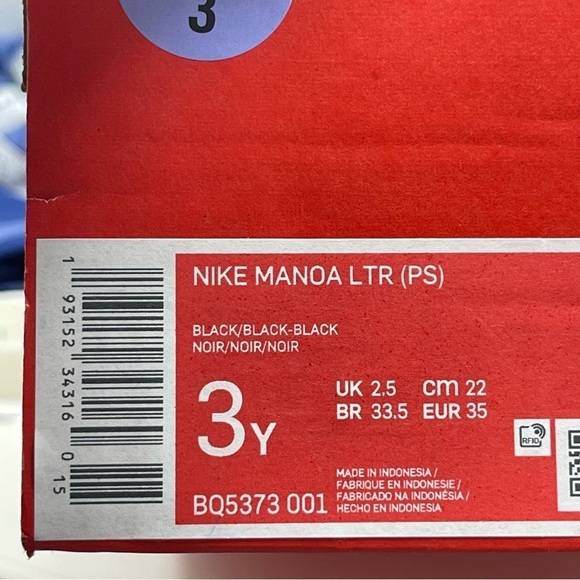 3
NIKE MANOA LTR (PS)
BLACK/BLACK-BLACK
NOIR/NOIR/NOIR
3Y
UK 2.5 cm 22
BR 33.5 EUR 35
RFID
MADE IN INDONESIA /
FABRIQUE EN INDONESIE /
FABRICADO NA INDONÉSIA /
HECHO EN INDONESIA
BQ5373 001
1 93152 34316 0 15